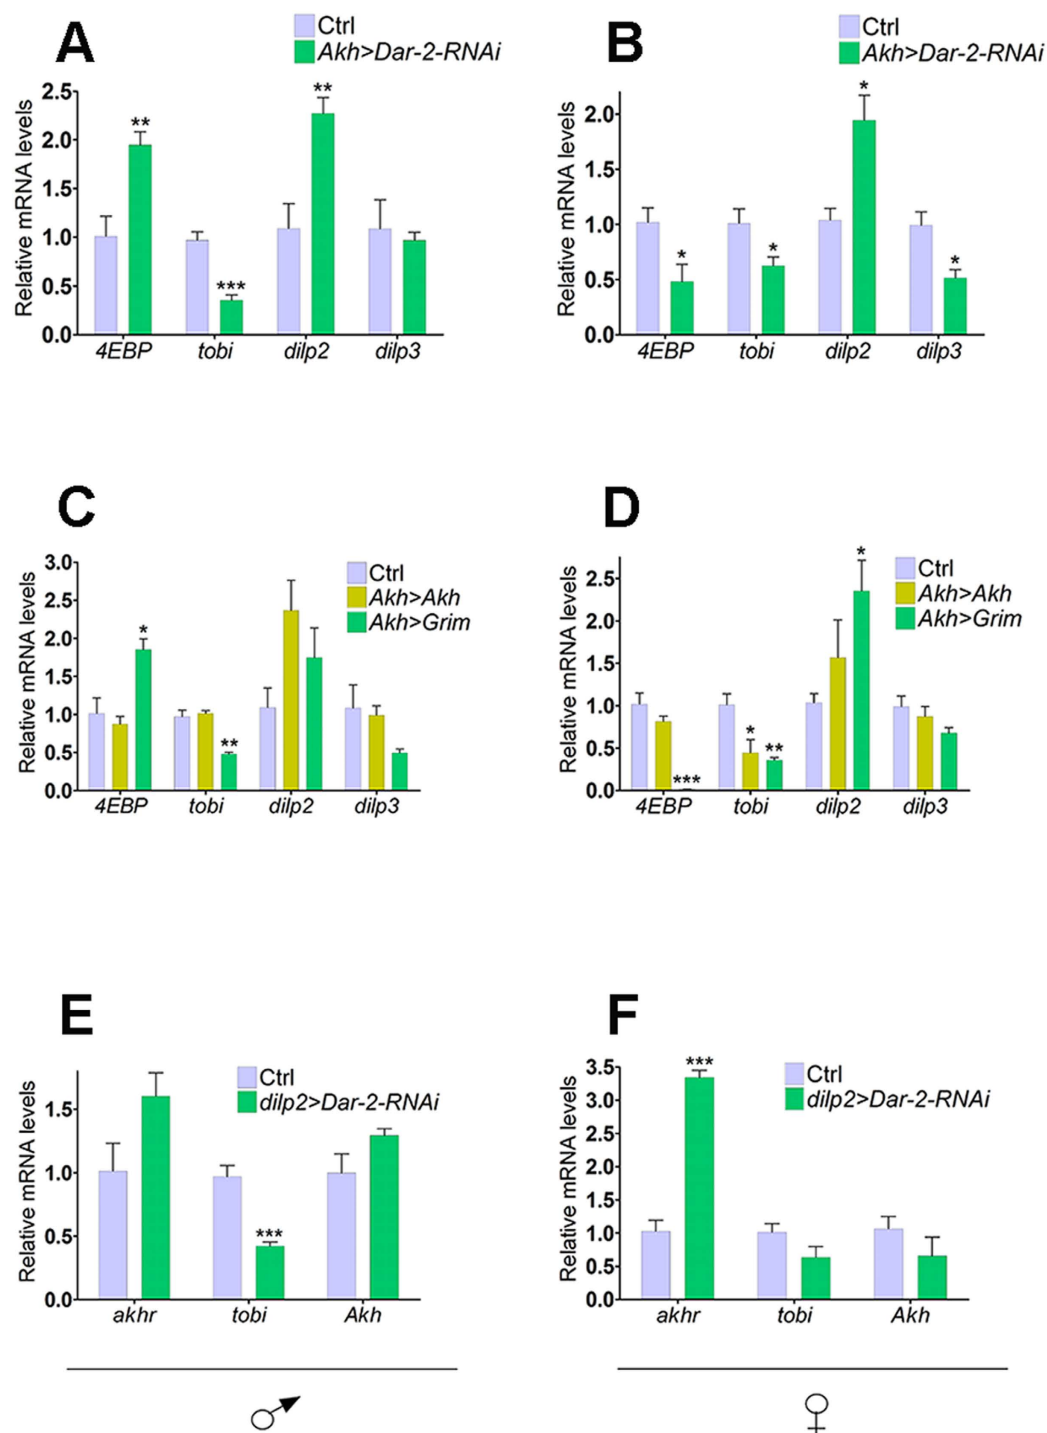 A
Ctrl
Akh>Dar-2-RNAi
Relative mRNA levels
2.5
2.0
1.5
1.0
0.5
0.0
**
***
**
4EBP tobi dilp2 dilp3
B
Ctrl
Akh>Dar-2-RNAi
Relative mRNA levels
2.0
1.5
1.0
0.5
0.0
*
*
*
*
4EBP tobi dilp2 dilp3
C
Ctrl
Akh>Akh
Akh>Grim
Relative mRNA levels
3.0
2.5
2.0
1.5
1.0
0.5
0.0
*
**
4EBP tobi dilp2 dilp3
D
Ctrl
Akh>Akh
Akh>Grim
Relative mRNA levels
2.5
2.0
1.5
1.0
0.5
0.0
***
*
**
*
4EBP tobi dilp2 dilp3
E
Ctrl
dilp2>Dar-2-RNAi
Relative mRNA levels
1.5
1.0
0.5
0.0
***
akhr tobi Akh
F
Ctrl
dilp2>Dar-2-RNAi
Relative mRNA levels
3.5
3.0
2.5
2.0
1.5
1.0
0.5
0.0
***
akhr tobi Akh
♂
♀